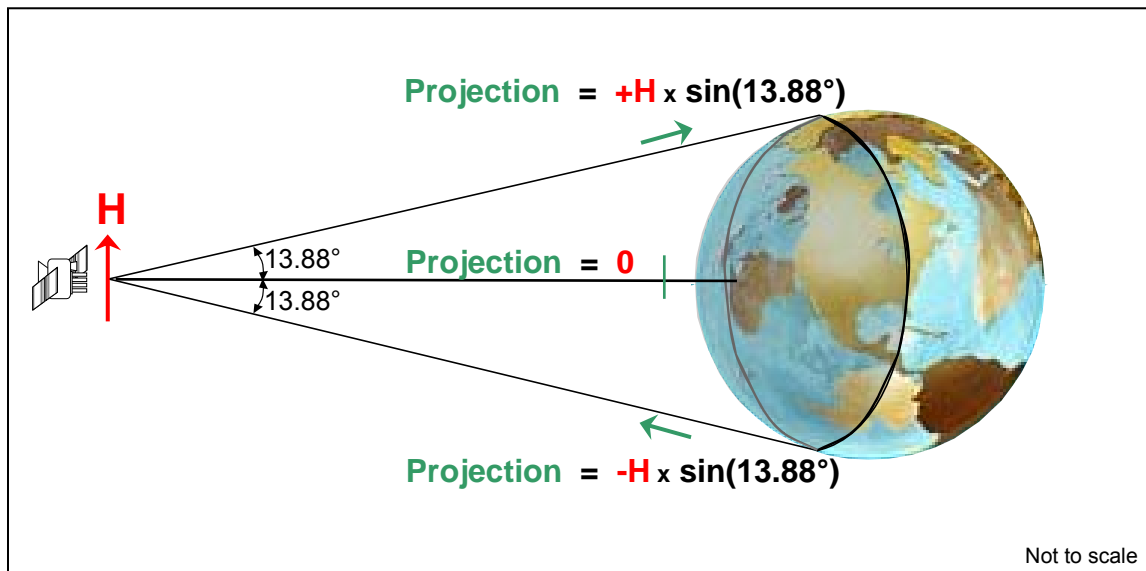 Projection = +H x sin(13.88°)
H
13.88°
Projection = 0
13.88°
Projection = -H x sin(13.88°)
Not to scale